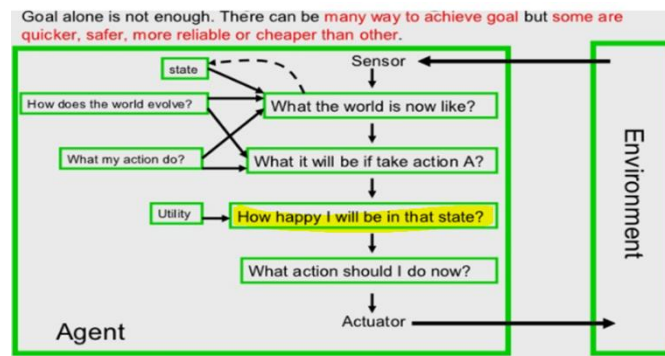 Goal alone is not enough. There can be many way to achieve goal but some are
quicker, safer, more reliable or cheaper than other.
Sensor
state
How does the world evolve?
What the world is now like?
What my action do?
What it will be if take action A?
Utility
How happy I will be in that state?
What action should I do now?
Actuator
Agent
Environment